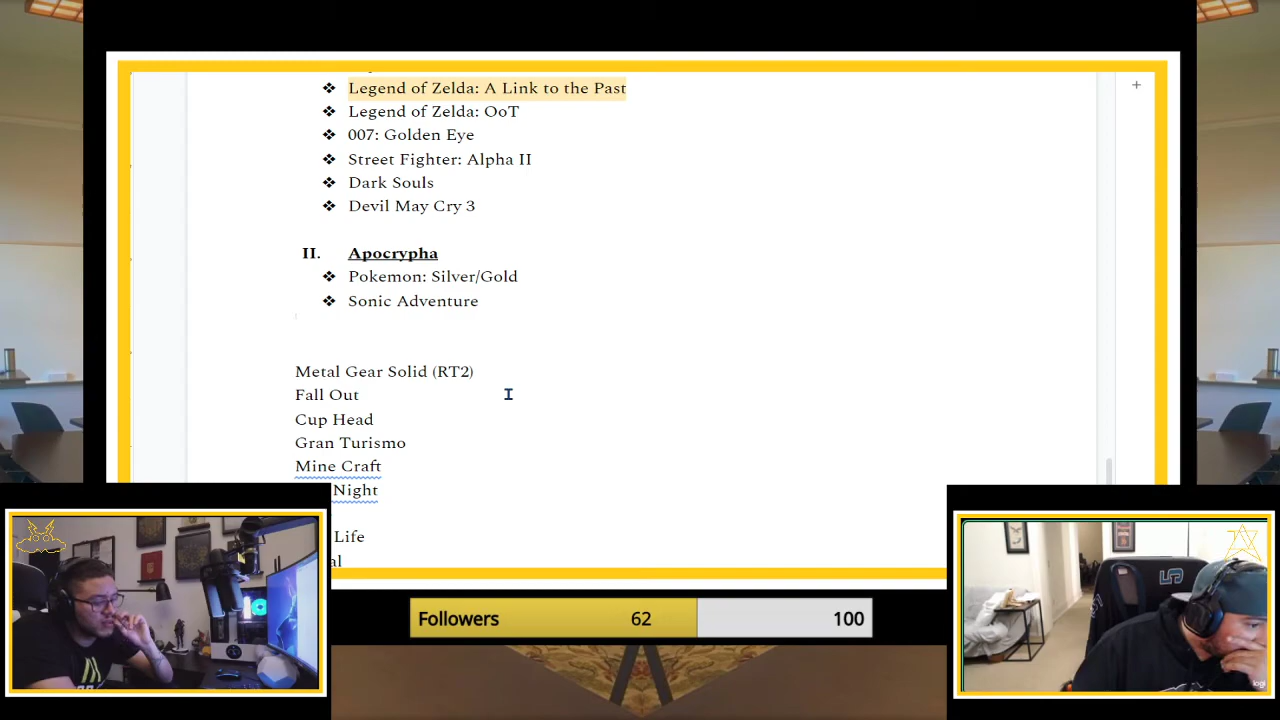 ❖ Legend of Zelda: A Link to the Past
❖ Legend of Zelda: OoT
❖ 007: Golden Eye
❖ Street Fighter: Alpha II
❖ Dark Souls
❖ Devil May Cry 3
II. Apocrypha
❖ Pokemon: Silver/Gold
❖ Sonic Adventure
Metal Gear Solid (RT2)
Fall Out
Cup Head
Gran Turismo
Mine Craft
Night
Life
Followers 62 100